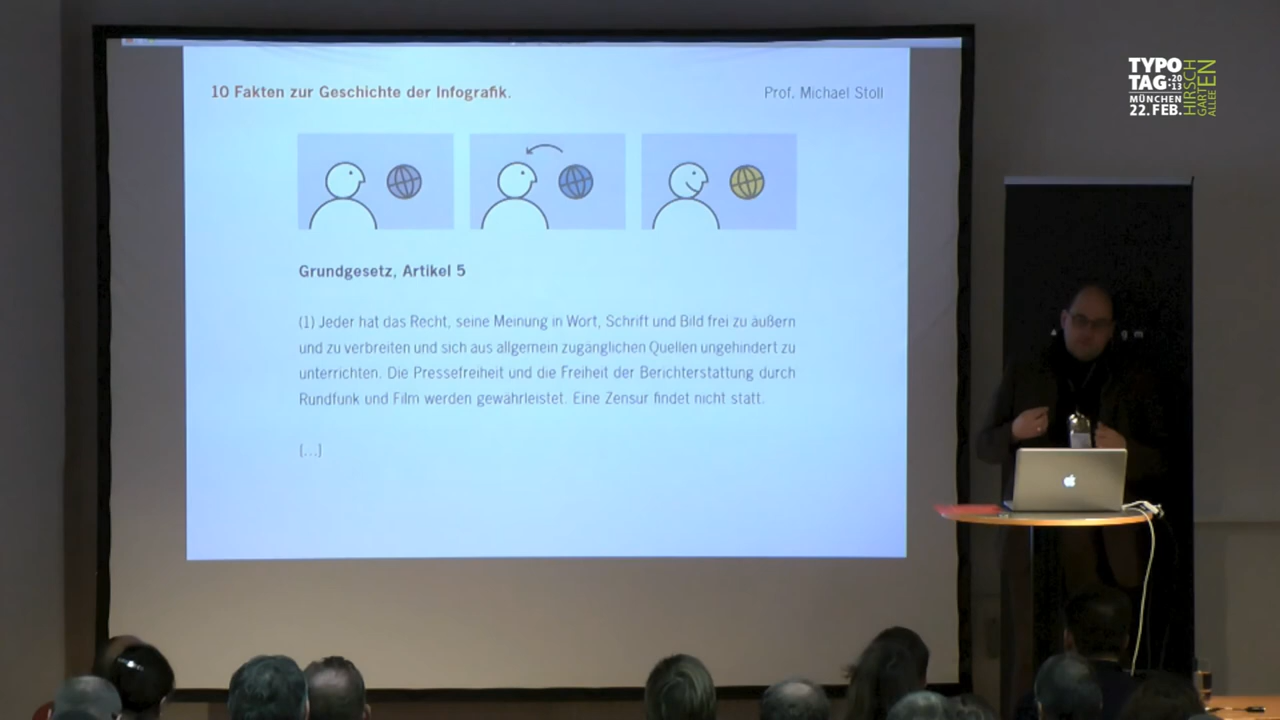 10 Fakten zur Geschichte der Infografik.
Prof. Michael Stoll
Grundgesetz, Artikel 5
(1) Jeder hat das Recht, seine Meinung in Wort, Schrift und Bild frei zu äußern
und zu verbreiten und sich aus allgemein zugänglichen Quellen ungehindert zu
unterrichten. Die Pressefreiheit und die Freiheit der Berichterstattung durch
Rundfunk und Film werden gewährleistet. Eine Zensur findet nicht statt.
[...]
TYPO
TAG·20
13
MÜNCHEN
22. FEB.
HIRSCH
GARTEN
ALLEE
g m